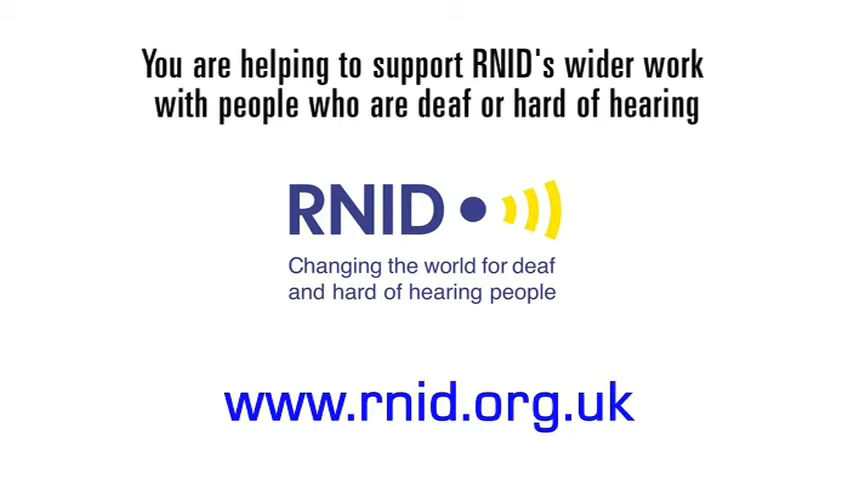 You are helping to support RNID's wider work
with people who are deaf or hard of hearing
RNID
Changing the world for deaf
and hard of hearing people
www.rnid.org.uk